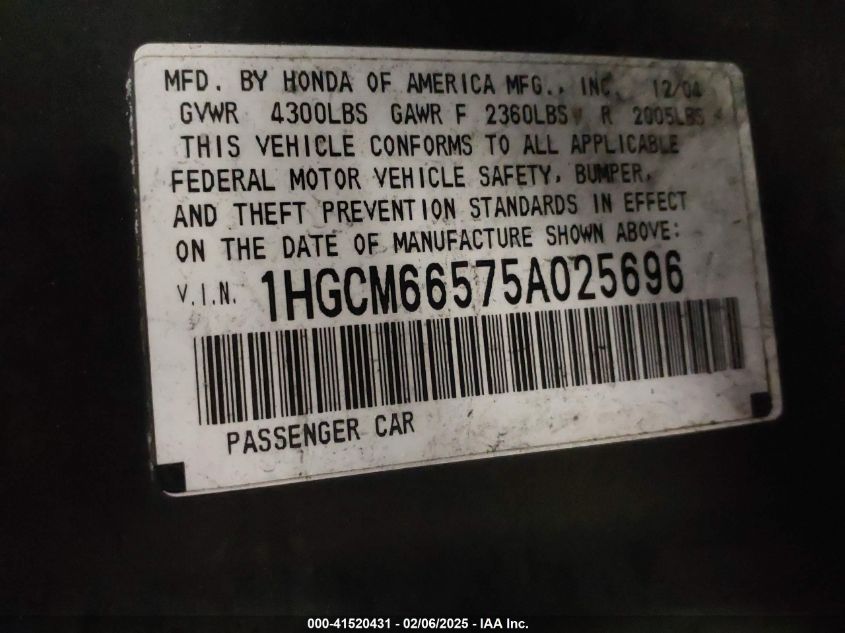 MFD. BY HONDA OF AMERICA MFG., INC. 12/04
GVWR 4300LBS GAWR F 2360LBS R 2005LBS
THIS VEHICLE CONFORMS TO ALL APPLICABLE
FEDERAL MOTOR VEHICLE SAFETY, BUMPER,
AND THEFT PREVENTION STANDARDS IN EFFECT
ON THE DATE OF MANUFACTURE SHOWN ABOVE:
V.I.N. 1HGCM66575A025696
PASSENGER CAR
000-41520431 - 02/06/2025 - IAA Inc.